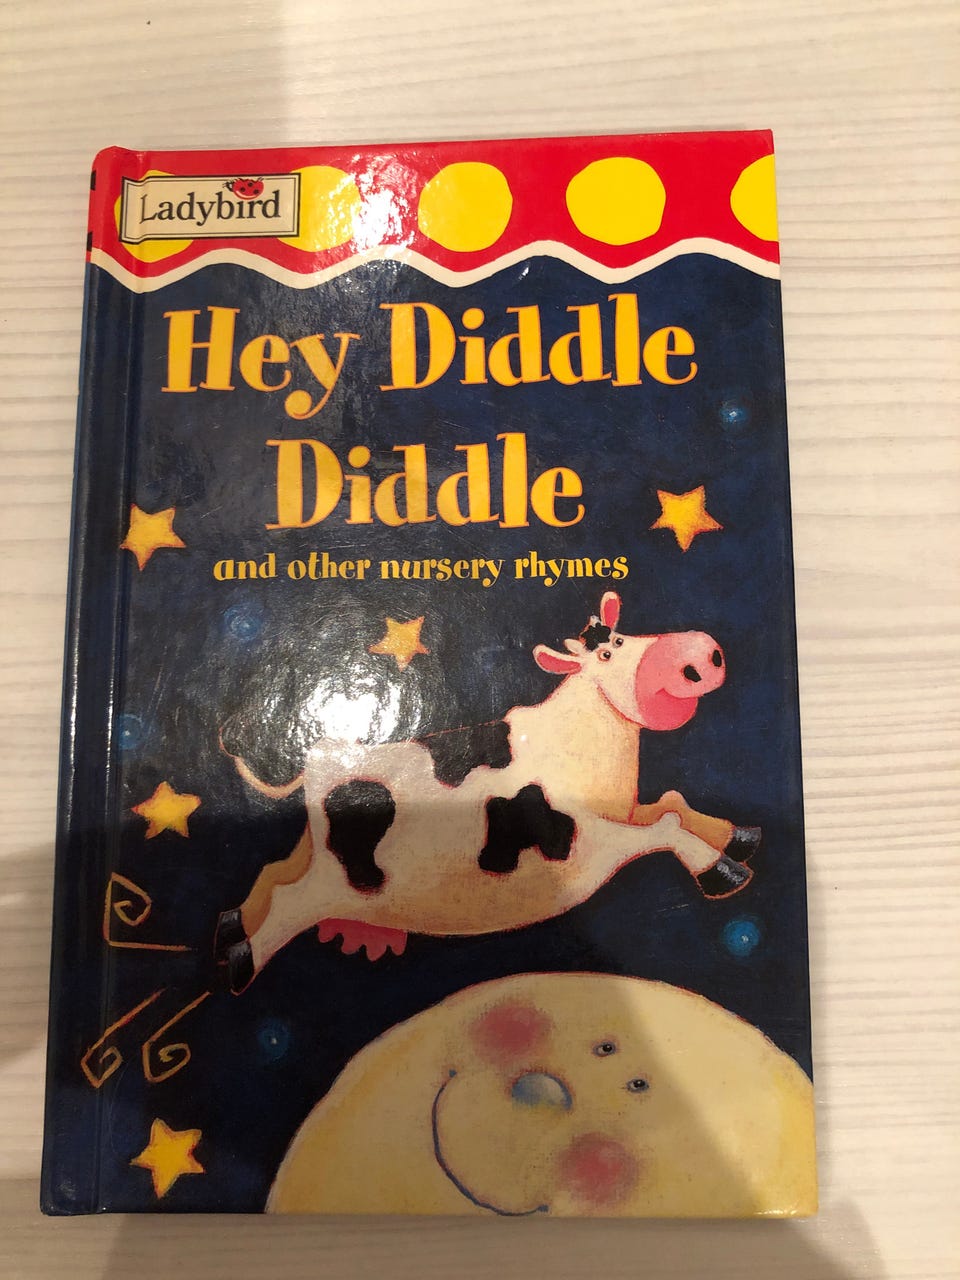 Ladybird
Hey Diddle
Diddle
and other nursery rhymes